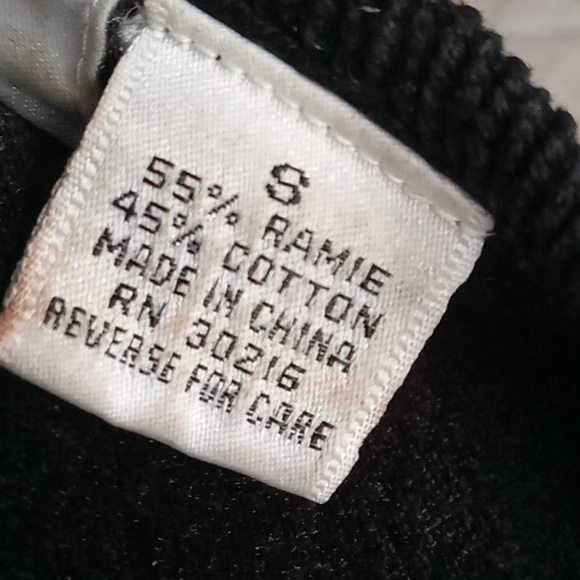 S
55% RAMIE
45% COTTON
MADE IN CHINA
RN 30216
REVERSE FOR CARE